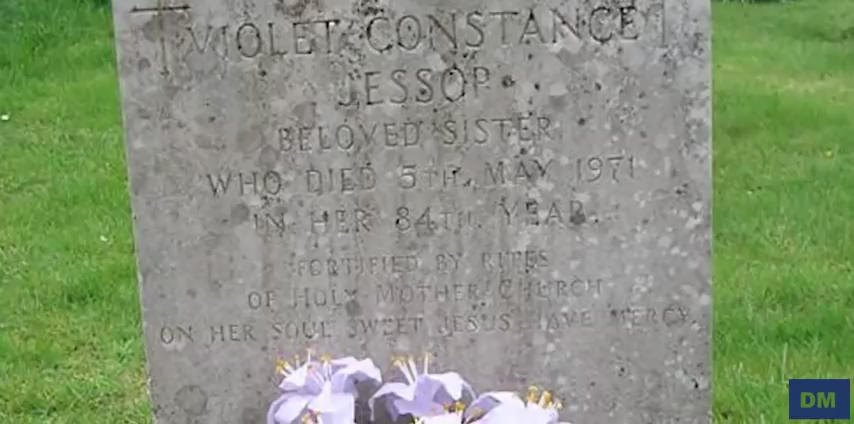 VIOLET CONSTANCE
JESSOP
BELOVED SISTER
WHO DIED 5TH. MAY 1971
IN HER 84TH. YEAR.
FORTIFIED BY RITES
OF HOLY MOTHER CHURCH
ON HER SOUL SWEET JESUS HAVE MERCY.
DM